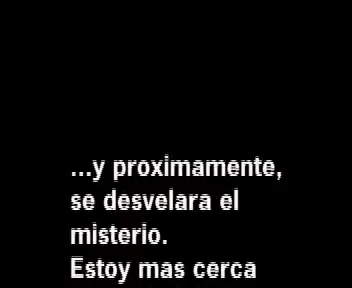 ...y proximamente,
se desvelara el
misterio.
Estoy mas cerca